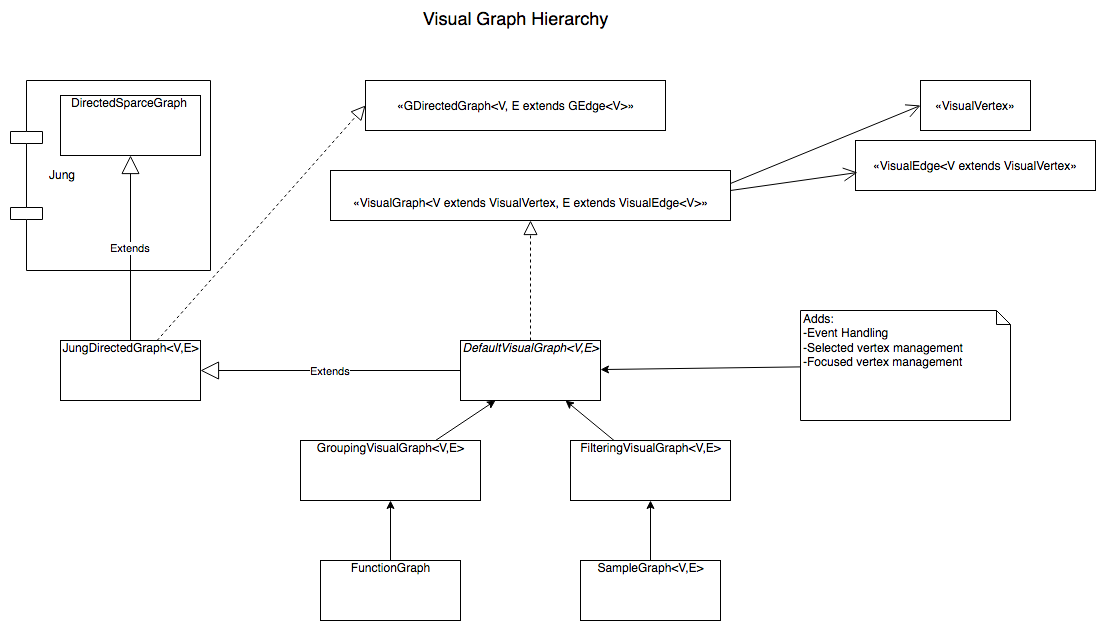 Visual Graph Hierarchy
DirectedSparceGraph
«GDirectedGraph<V, E extends GEdge<V>»
«VisualVertex»
Jung
«VisualEdge<V extends VisualVertex»
«VisualGraph<V extends VisualVertex, E extends VisualEdge<V>»
Extends
JungDirectedGraph<V,E>
DefaultVisualGraph<V,E>
Adds:
-Event Handling
-Selected vertex management
-Focused vertex management
Extends
GroupingVisualGraph<V,E>
FilteringVisualGraph<V,E>
FunctionGraph
SampleGraph<V,E>